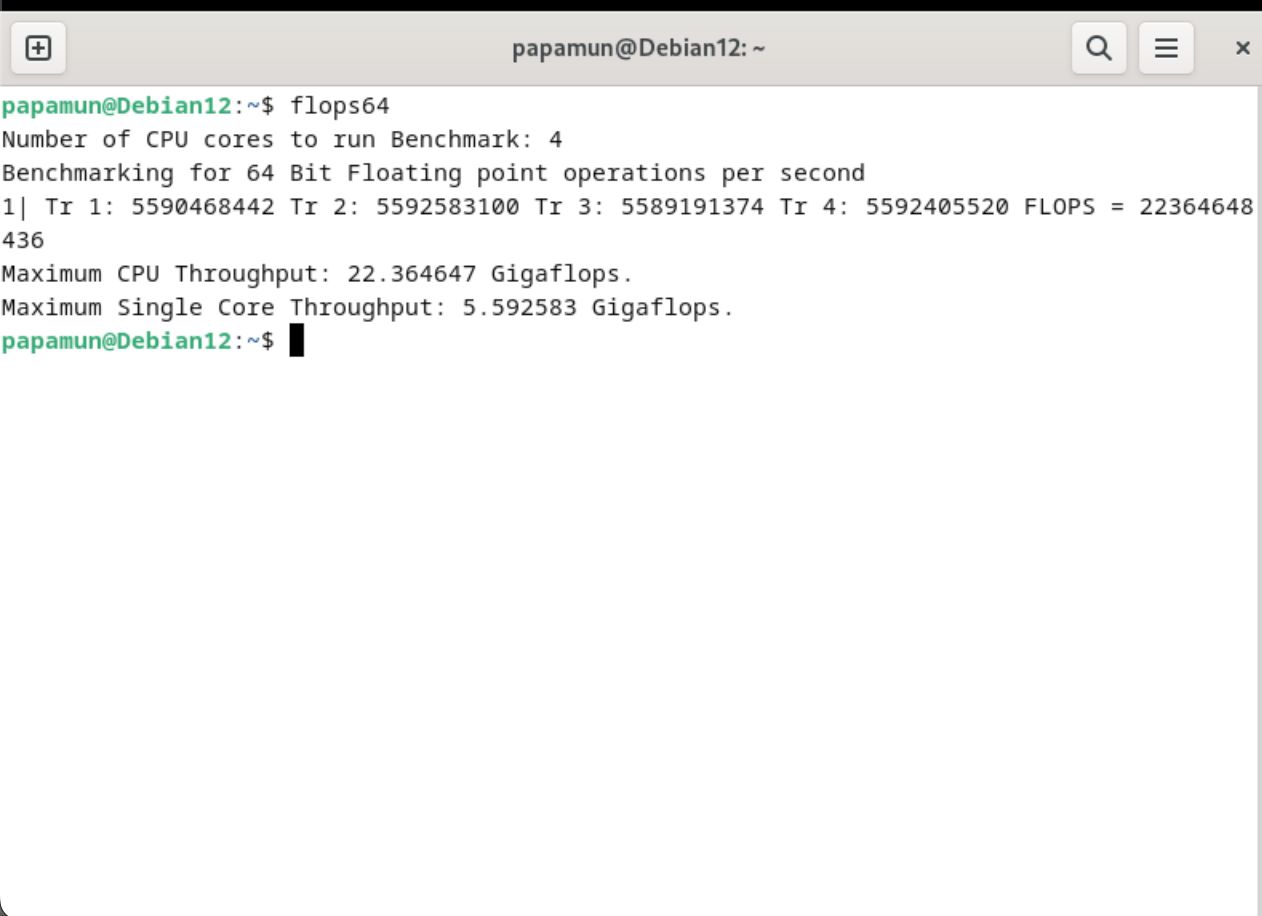 papamun@Debian12: ~
papamun@Debian12:~$ flops64
Number of CPU cores to run Benchmark: 4
Benchmarking for 64 Bit Floating point operations per second
1| Tr 1: 5590468442 Tr 2: 5592583100 Tr 3: 5589191374 Tr 4: 5592405520 FLOPS = 22364648
436
Maximum CPU Throughput: 22.364647 Gigaflops.
Maximum Single Core Throughput: 5.592583 Gigaflops.
papamun@Debian12:~$